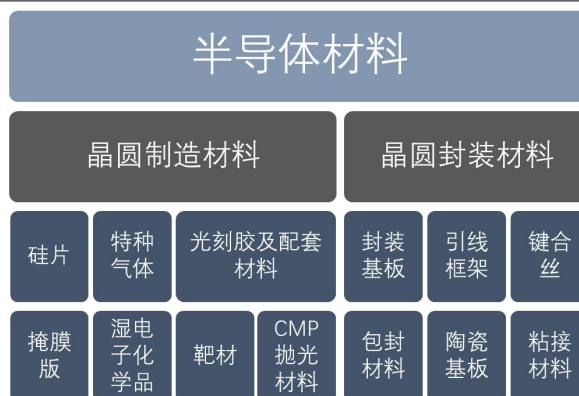 半导体材料
晶圆制造材料
晶圆封装材料
硅片
特种
气体
光刻胶及配套
材料
封装
基板
引线
框架
键合
丝
掩膜
版
湿电
子化
学品
靶材
CMP
抛光
材料
包封
材料
陶瓷
基板
粘接
材料